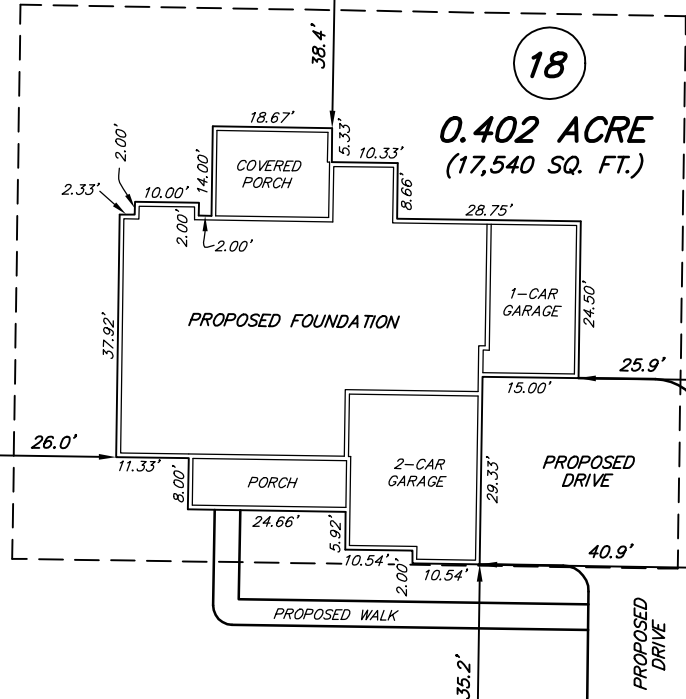 38.4'
18
0.402 ACRE
(17,540 SQ. FT.)
18.67'
5.33'
10.33'
2.00'
14.00'
COVERED
PORCH
8.66'
2.33'
10.00'
2.00'
2.00'
28.75'
37.92'
PROPOSED FOUNDATION
1-CAR
GARAGE
24.50'
25.9'
15.00'
26.0'
11.33'
8.00'
PORCH
24.66'
2-CAR
GARAGE
29.33'
PROPOSED
DRIVE
5.92'
10.54'
2.00'
10.54'
40.9'
PROPOSED WALK
35.2'
PROPOSED
DRIVE